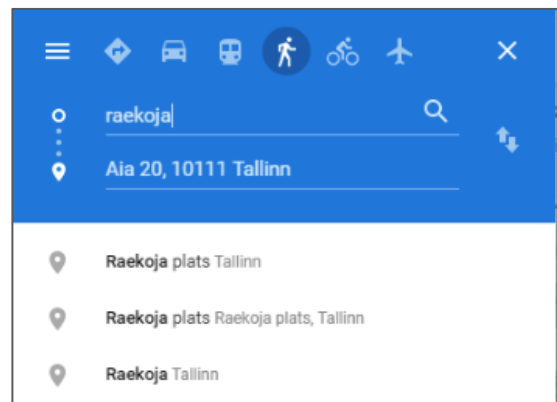 raekoja
Aia 20, 10111 Tallinn
Raekoja plats Tallinn
Raekoja plats Raekoja plats, Tallinn
Raekoja Tallinn